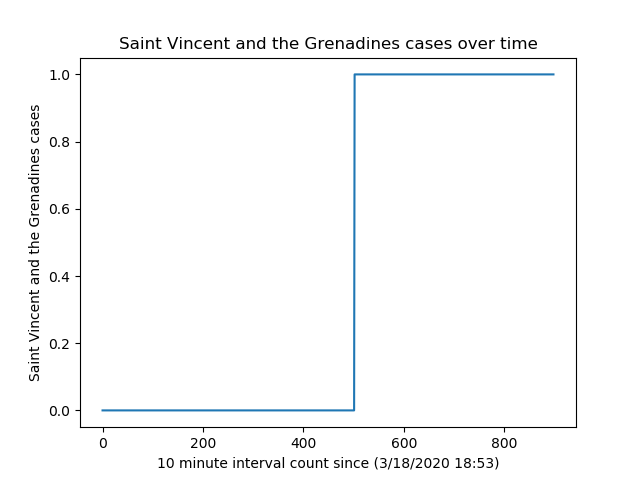 Saint Vincent and the Grenadines cases over time
Saint Vincent and the Grenadines cases
1.0
0.8
0.6
0.4
0.2
0.0
0 200 400 600 800
10 minute interval count since (3/18/2020 18:53)